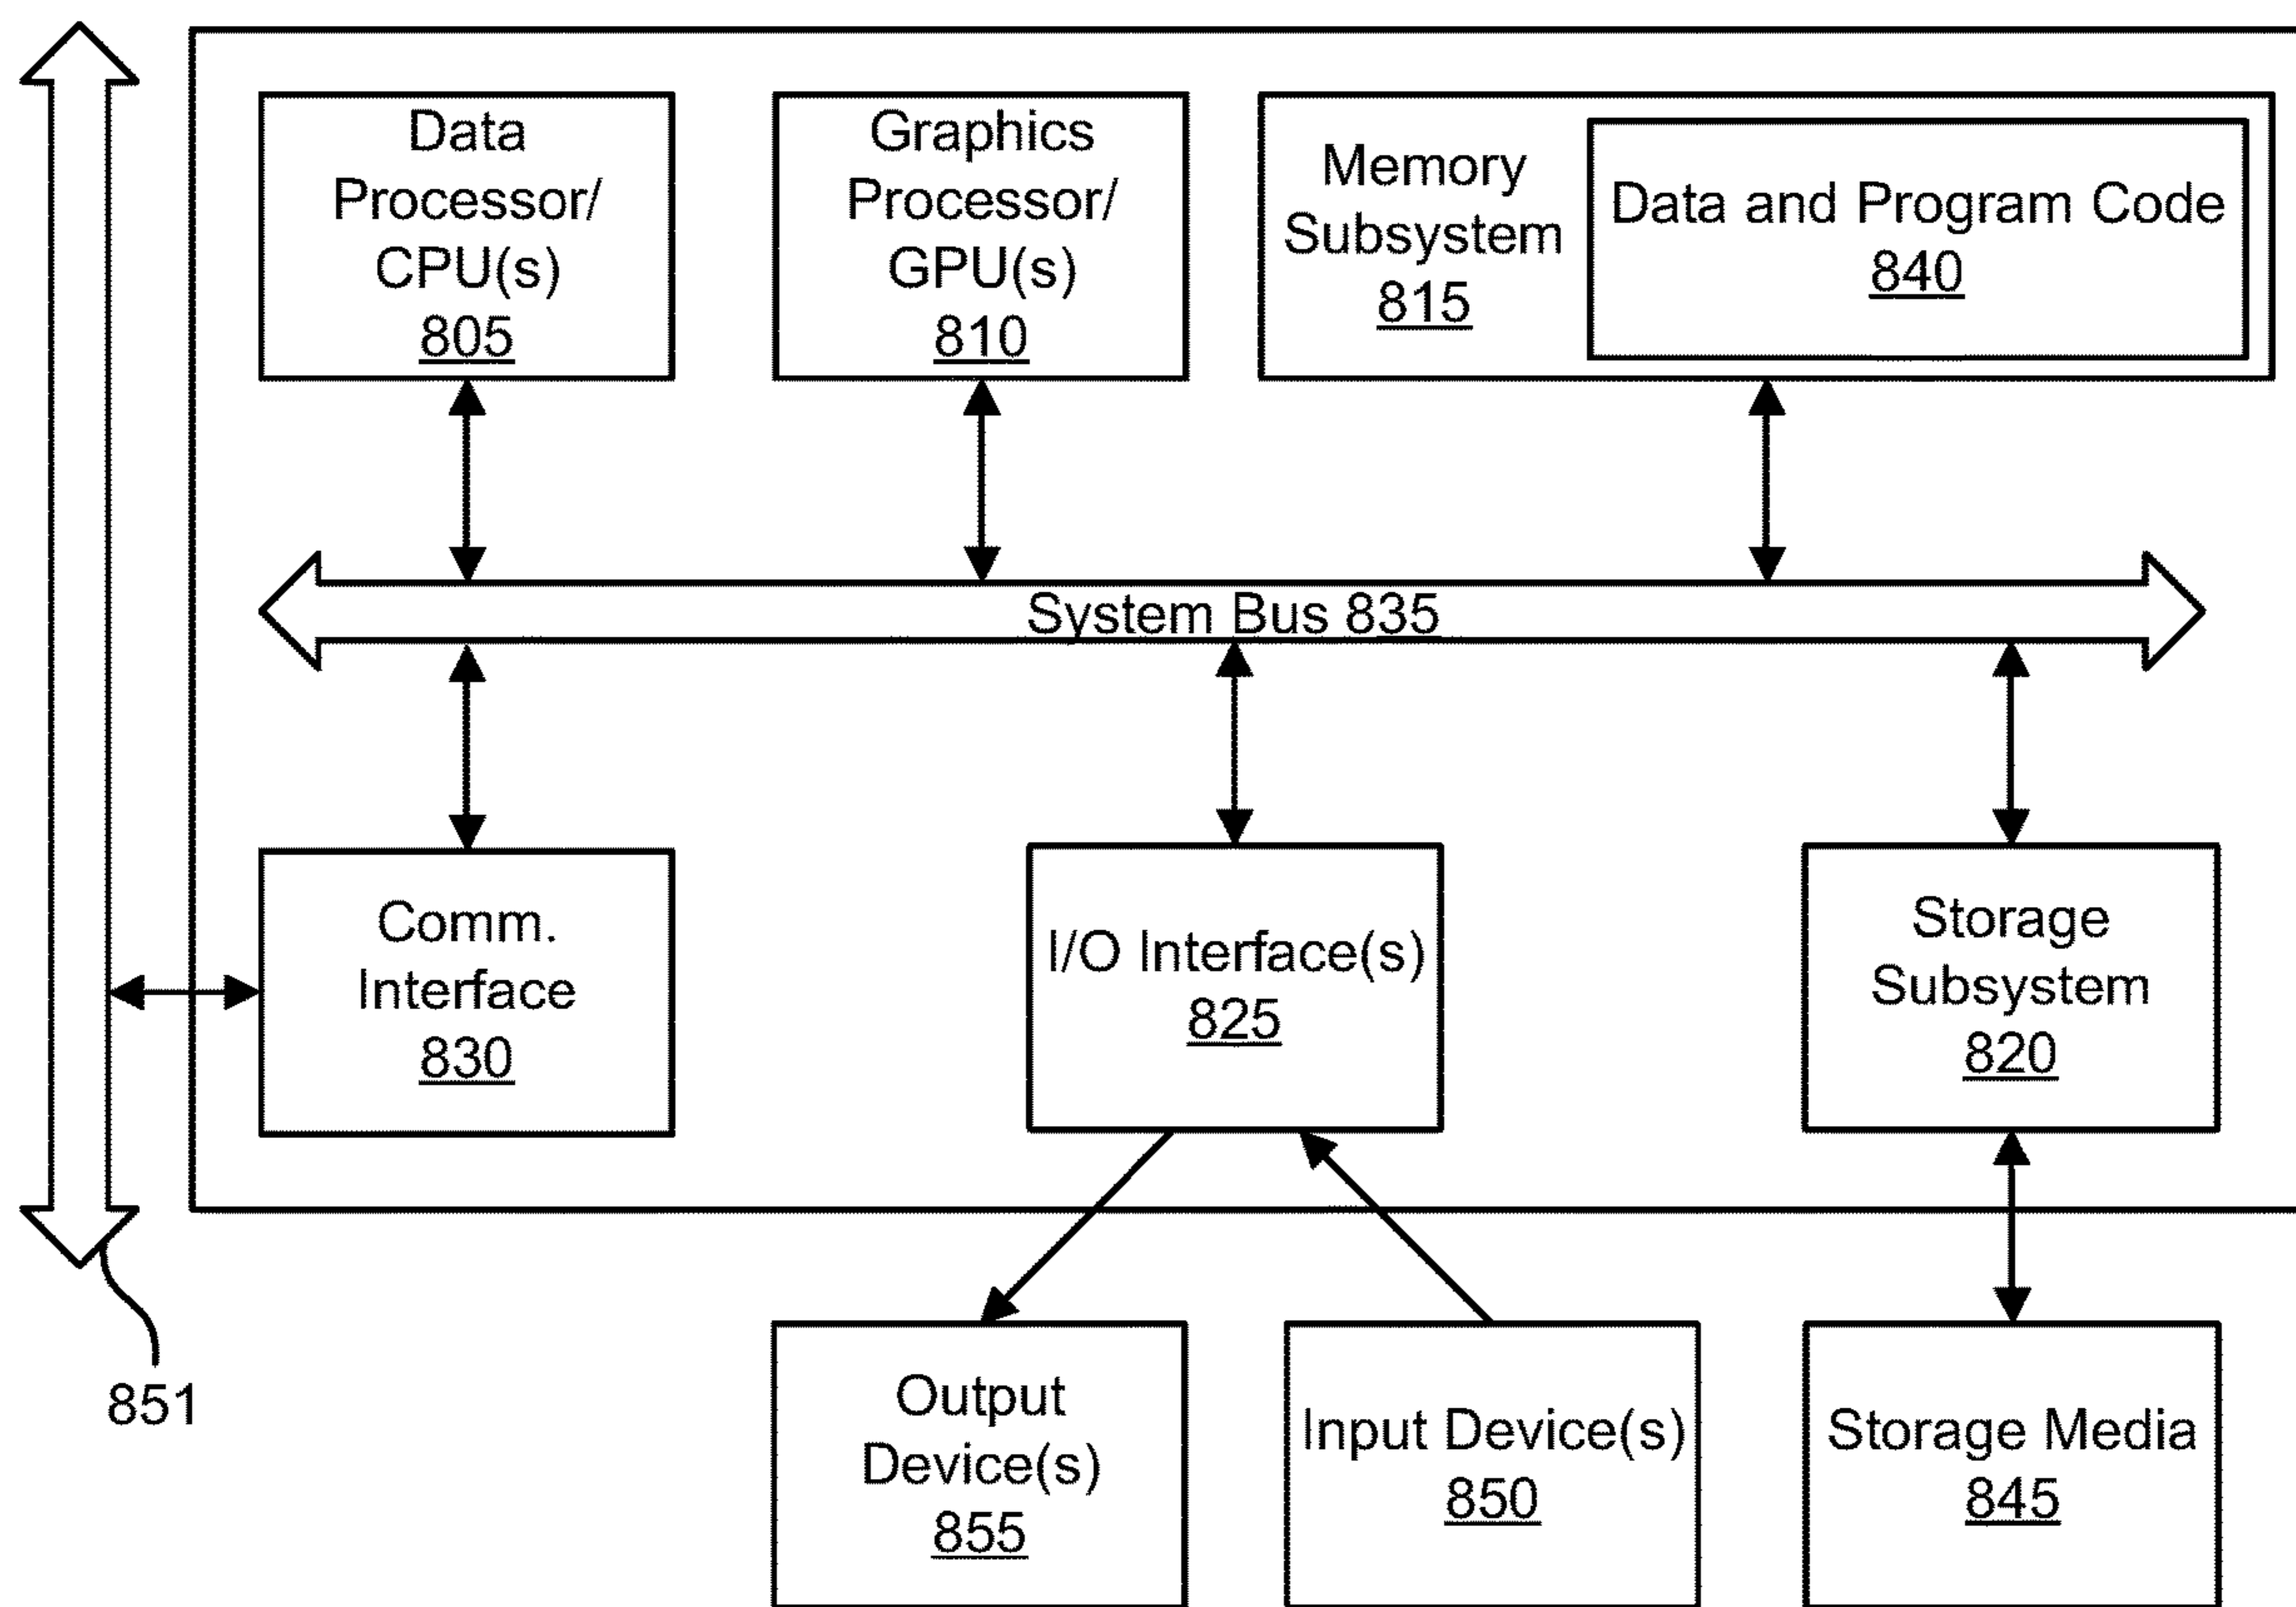 Data
Processor/
CPU(s)
805
Graphics
Processor/
GPU(s)
810
Memory
Subsystem
815
Data and Program Code
840
System Bus 835
Comm.
Interface
830
I/O Interface(s)
825
Storage
Subsystem
820
851
Output
Device(s)
855
Input Device(s)
850
Storage Media
845